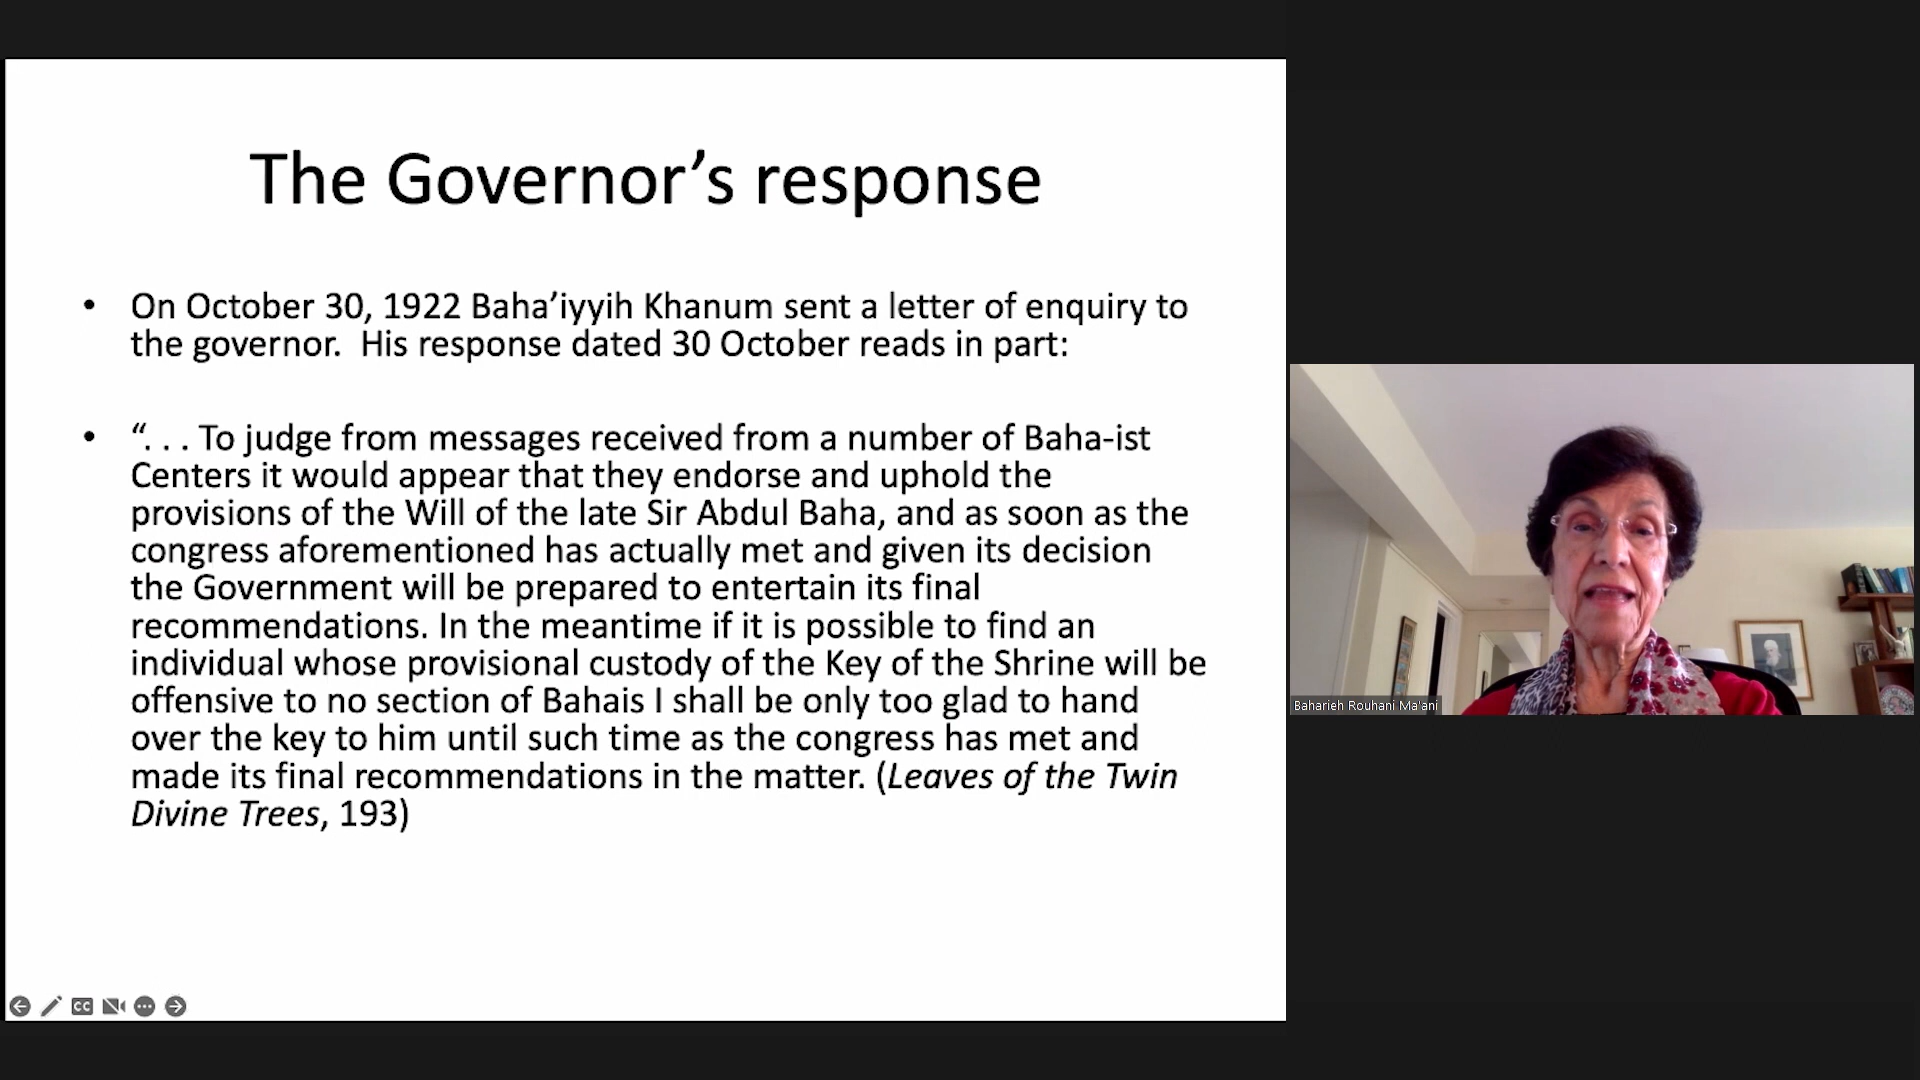 The Governor’s response
• On October 30, 1922 Baha’iyyih Khanum sent a letter of enquiry to
the governor.  His response dated 30 October reads in part:
• “. . . To judge from messages received from a number of Baha-ist
Centers it would appear that they endorse and uphold the
provisions of the Will of the late Sir Abdul Baha, and as soon as the
congress aforementioned has actually met and given its decision
the Government will be prepared to entertain its final
recommendations. In the meantime if it is possible to find an
individual whose provisional custody of the Key of the Shrine will be
offensive to no section of Bahais I shall be only too glad to hand
over the key to him until such time as the congress has met and
made its final recommendations in the matter. (Leaves of the Twin
Divine Trees, 193)
CC
Baharieh Rouhani Ma'ani